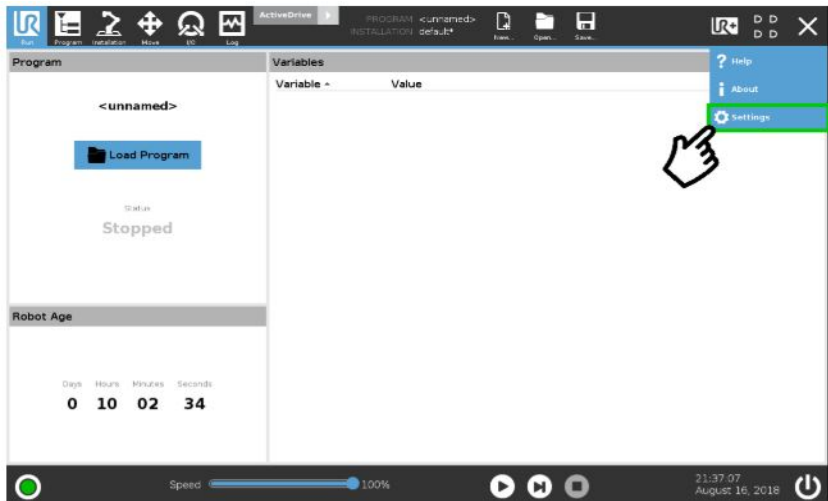 UR
Run
Program
Installation
Move
I/O
Log
ActiveDrive
PROGRAM <unnamed>
INSTALLATION default*
New...
Open...
Save...
UR+
D D
D D
Program
<unnamed>
Load Program
Status
Stopped
Variables
Variable
Value
? Help
i About
Settings
Robot Age
Days Hours Minutes Seconds
0 10 02 34
Speed
100%
21:37:07
August 16, 2018